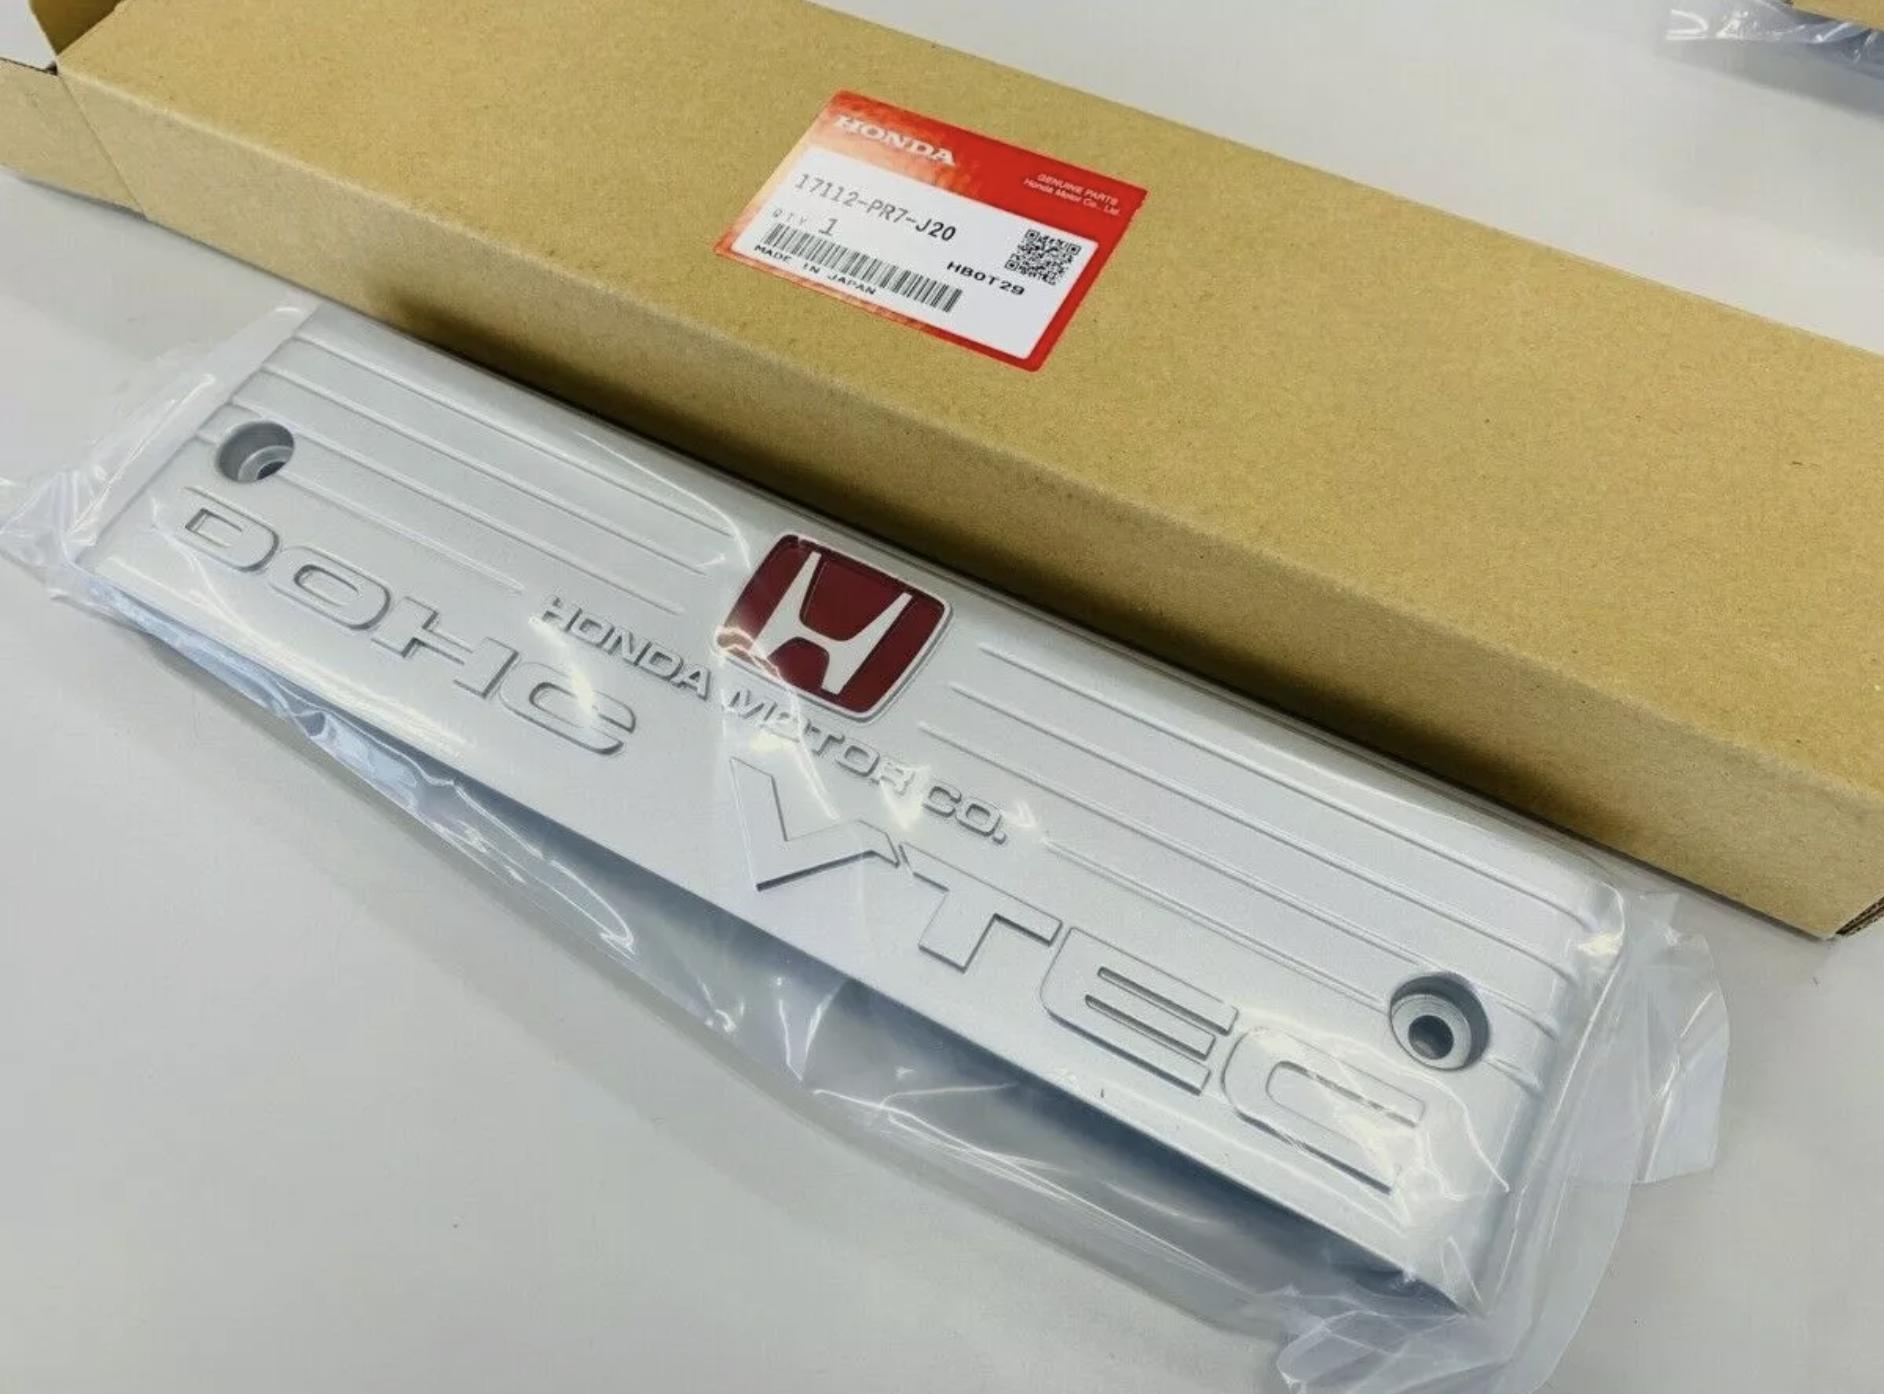 HONDA
GENUINE PARTS
Honda Motor Co., Ltd.
17112-PR7-J20
QTY 1
HB0T29
MADE IN JAPAN
HONDA MOTOR CO.
DOHC VTEC